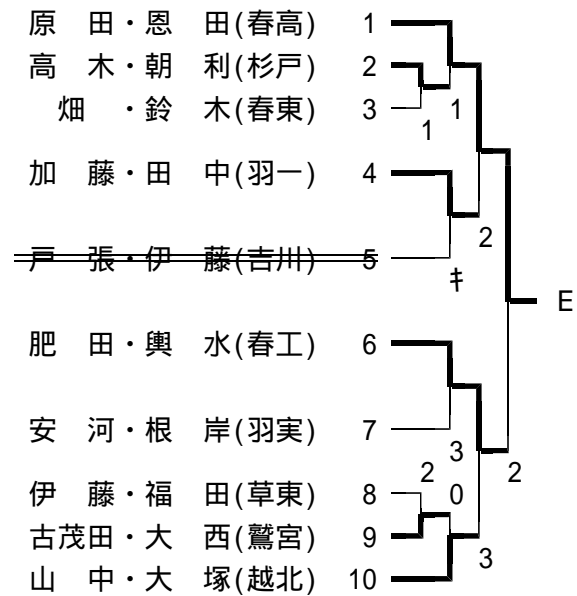 原 田・恩 田(春高) 1
高 木・朝 利(杉戸) 2
畑 ・鈴 木(春東) 3
1 1
加 藤・田 中(羽一) 4
2
戸 張・伊 藤(吉川) 5
キ
E
肥 田・輿 水(春工) 6
安 河・根 岸(羽実) 7
3
2 2
伊 藤・福 田(草東) 8
0
古茂田・大 西(鷲宮) 9
3
山 中・大 塚(越北) 10